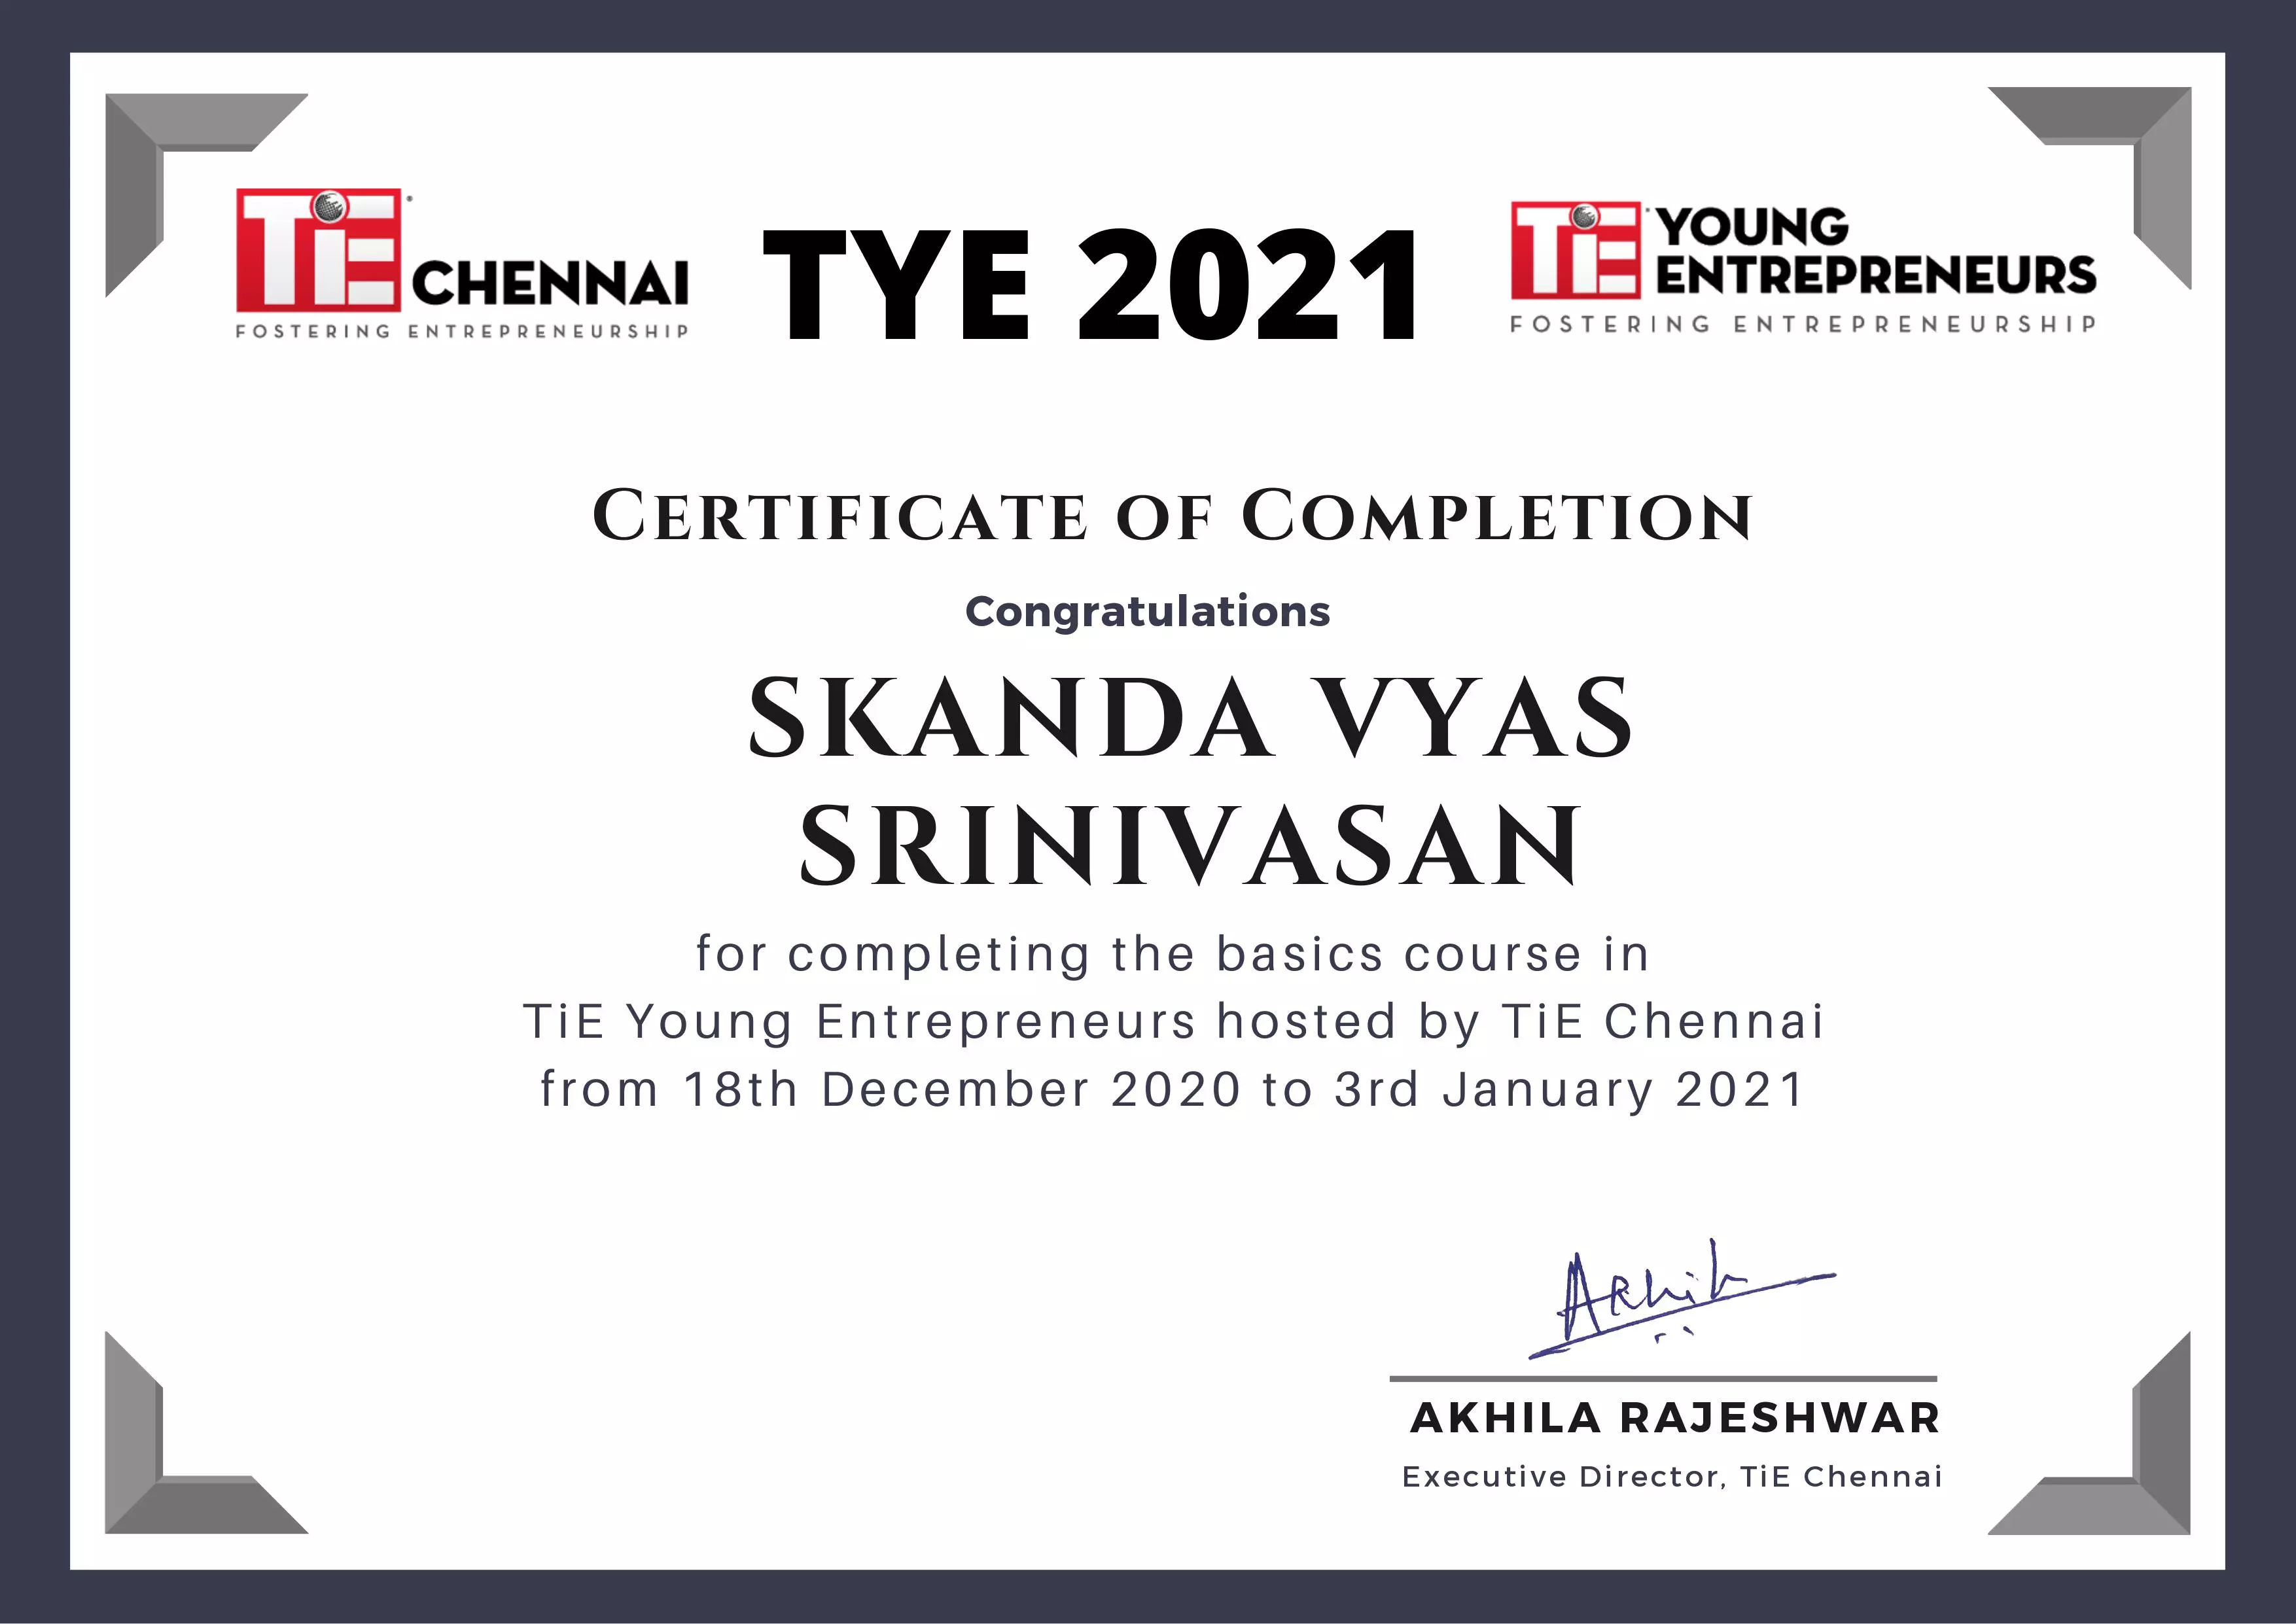 TiE CHENNAI
FOSTERING ENTREPRENEURSHIP
TYE 2021
TiE YOUNG ENTREPRENEURS
FOSTERING ENTREPRENEURSHIP
Certificate of Completion
Congratulations
SKANDA VYAS
SRINIVASAN
for completing the basics course in
TiE Young Entrepreneurs hosted by TiE Chennai
from 18th December 2020 to 3rd January 2021
Akhila
AKHILA RAJESHWAR
Executive Director, TiE Chennai